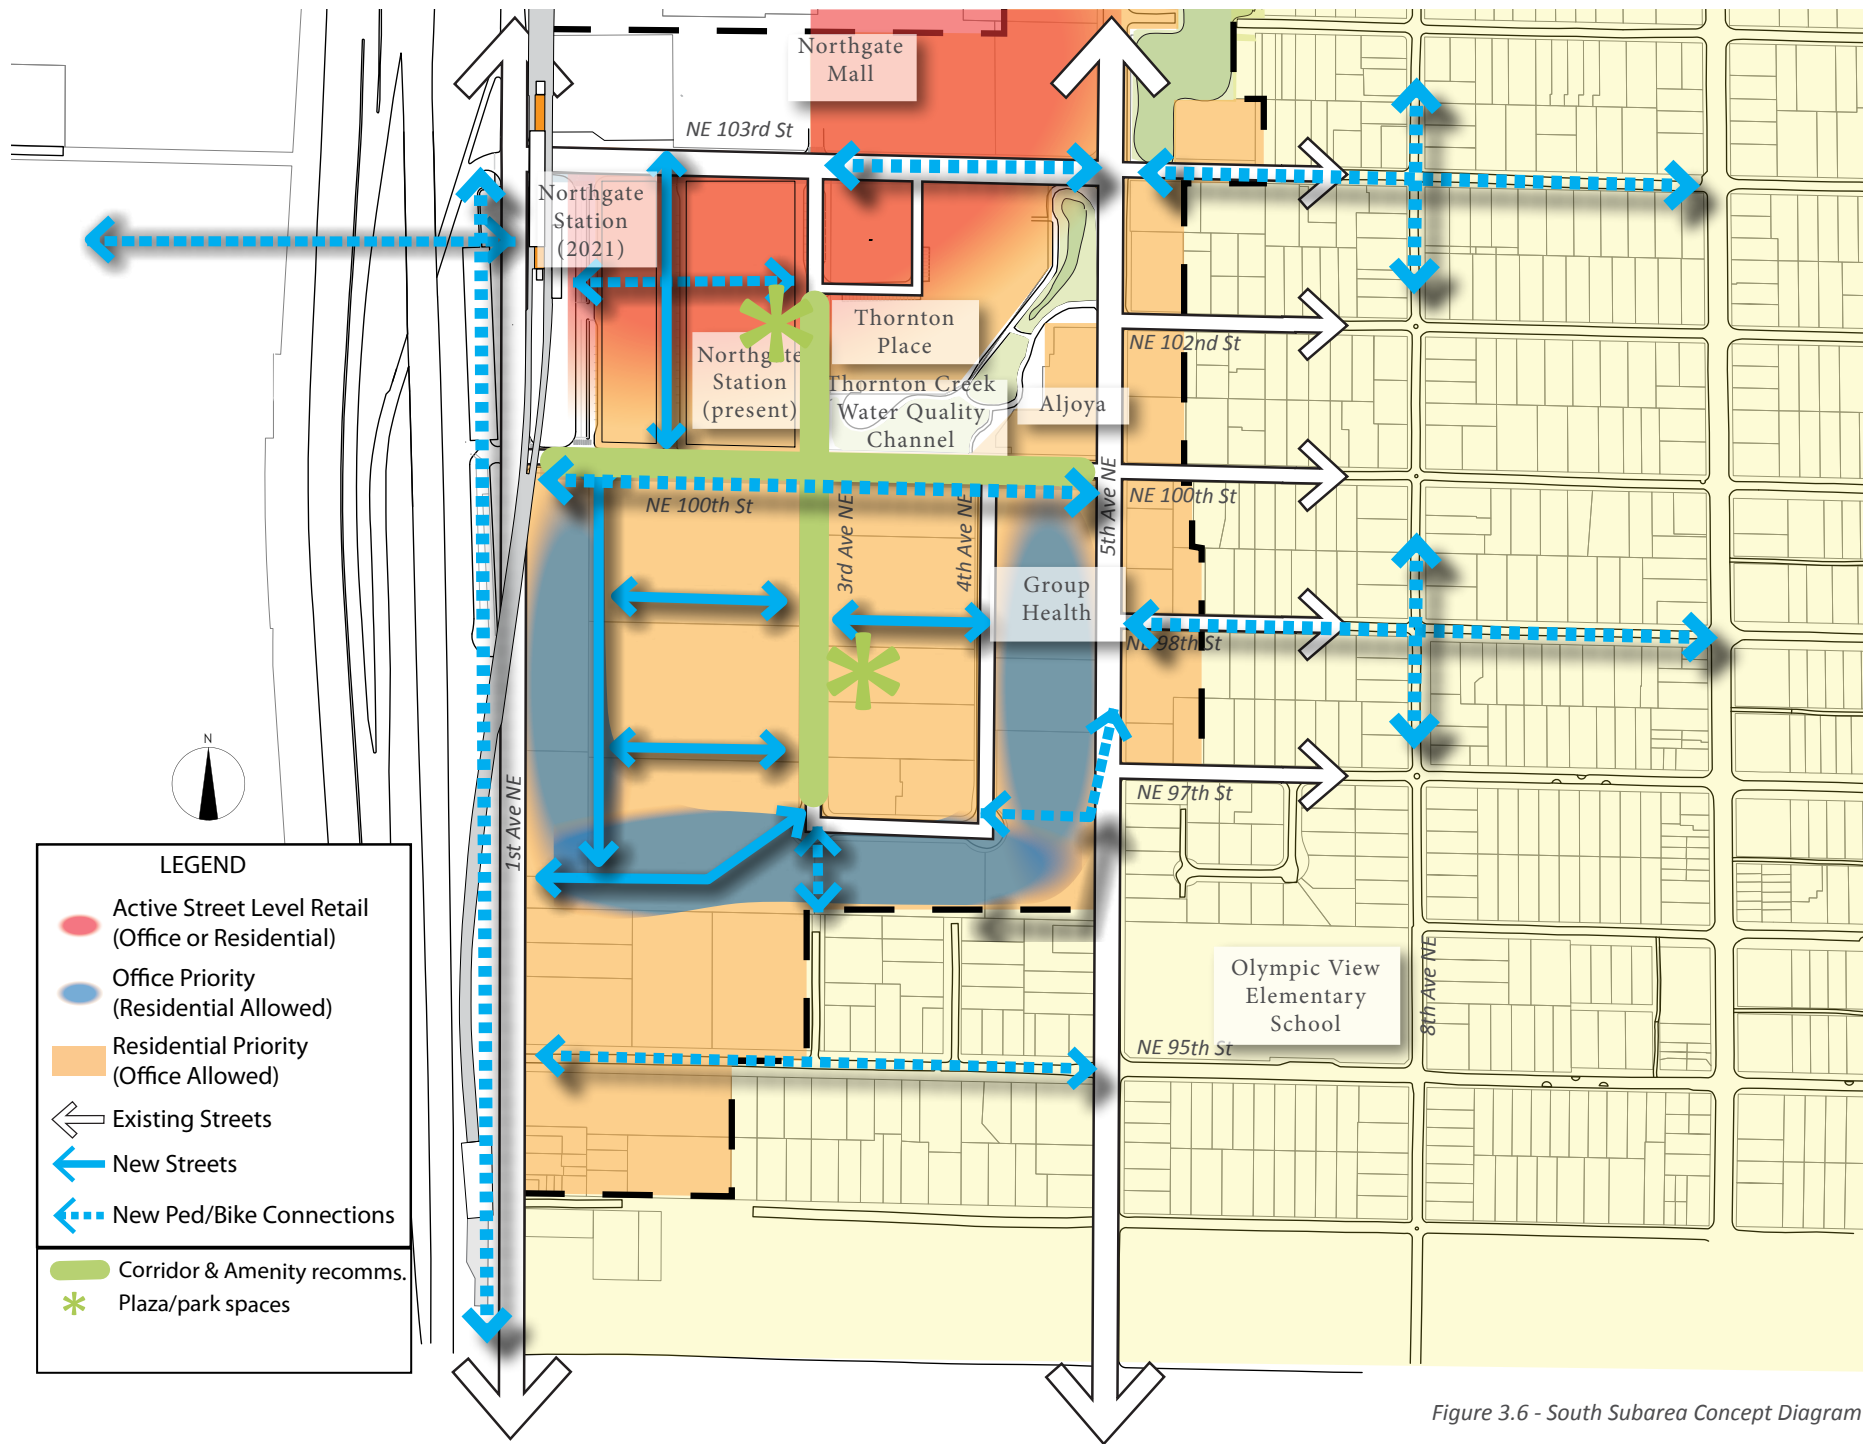 Northgate
Mall
NE 103rd St
Northgate
Station
(2021)
Thornton
Place
NE 102nd St
Northgate
Station
(present)
Thornton Creek
Water Quality
Channel
Aljoya
NE 100th St
NE 100th St
3rd Ave NE
4th Ave NE
5th Ave NE
Group
Health
NE 98th St
N
1st Ave NE
NE 97th St
Olympic View
Elementary
School
8th Ave NE
NE 95th St
LEGEND
Active Street Level Retail
(Office or Residential)
Office Priority
(Residential Allowed)
Residential Priority
(Office Allowed)
Existing Streets
New Streets
New Ped/Bike Connections
Corridor & Amenity recomms.
Plaza/park spaces
Figure 3.6 - South Subarea Concept Diagram